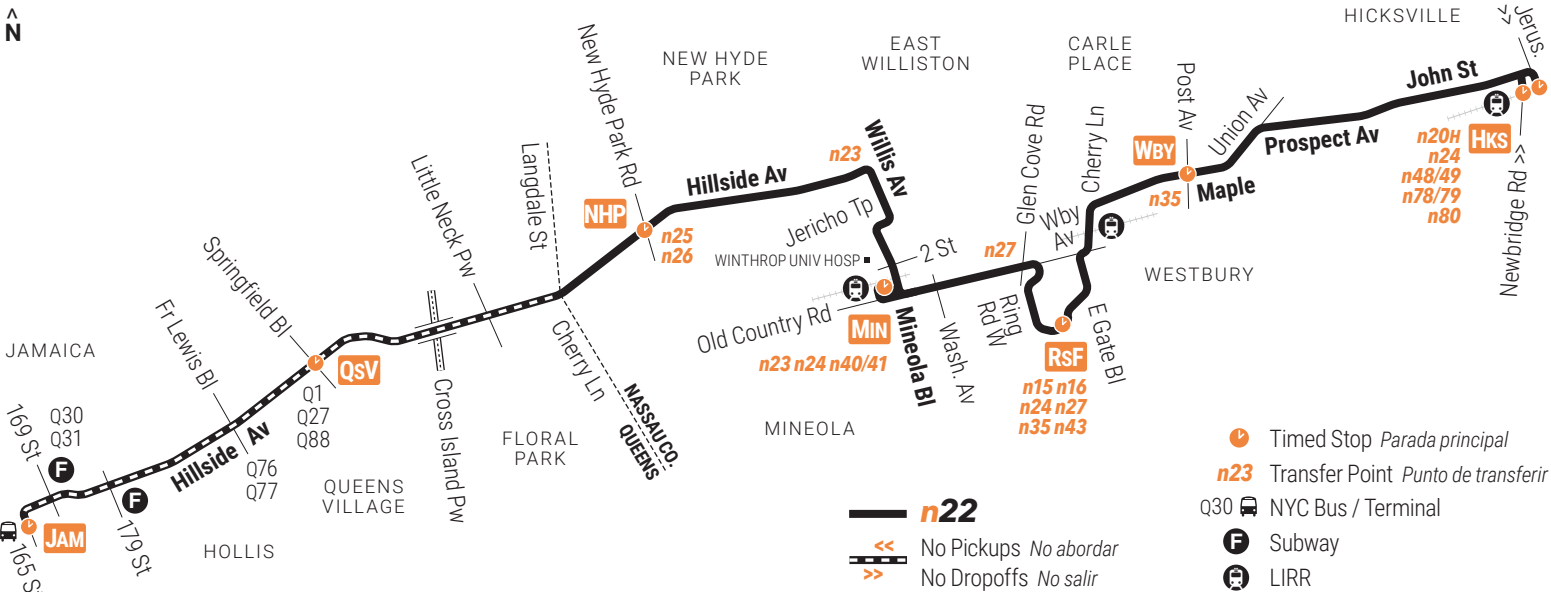 ^
N
JAMAICA
169 St
Q30
Q31
F
JAM
165 S
F
179 St
HOLLIS
Hillside Av
Fr Lewis Bl
Springfield Bl
QSV
Q1
Q27
Q88
Q76
Q77
QUEENS
VILLAGE
Cross Island Pw
Little Neck Pw
FLORAL
PARK
Langdale St
Cherry Ln
NASSAU CO.
QUEENS
New Hyde Park Rd
NHP
n25
n26
NEW HYDE
PARK
Hillside Av
n23
Willis Av
EAST
WILLISTON
Jericho Tp
WINTHROP UNIV HOSP
2 St
Old Country Rd
MIN
n23 n24 n40/41
Mineola Bl
Wash. Av
MINEOLA
n27
Glen Cove Rd
Ring
Rd W
RSF
n15 n16
n24 n27
n35 n43
E Gate Bl
Wby
Av
Cherry Ln
CARLE
PLACE
WBY
n35
Post Av
Maple
Union Av
WESTBURY
Prospect Av
John St
HICKSVILLE
<<
Jerus.
HKS
n20H
n24
n48/49
n78/79
n80
Newbridge Rd >>
n22
<< No Pickups No abordar
>> No Dropoffs No salir
Timed Stop Parada principal
n23 Transfer Point Punto de transferir
Q30 NYC Bus / Terminal
F Subway
LIRR